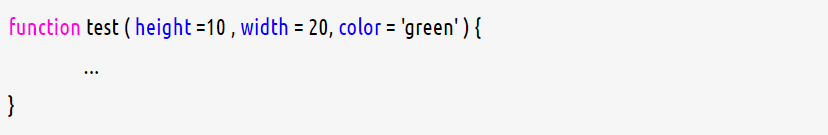 function test ( height =10 , width = 20, color = 'green' ) {
...
}